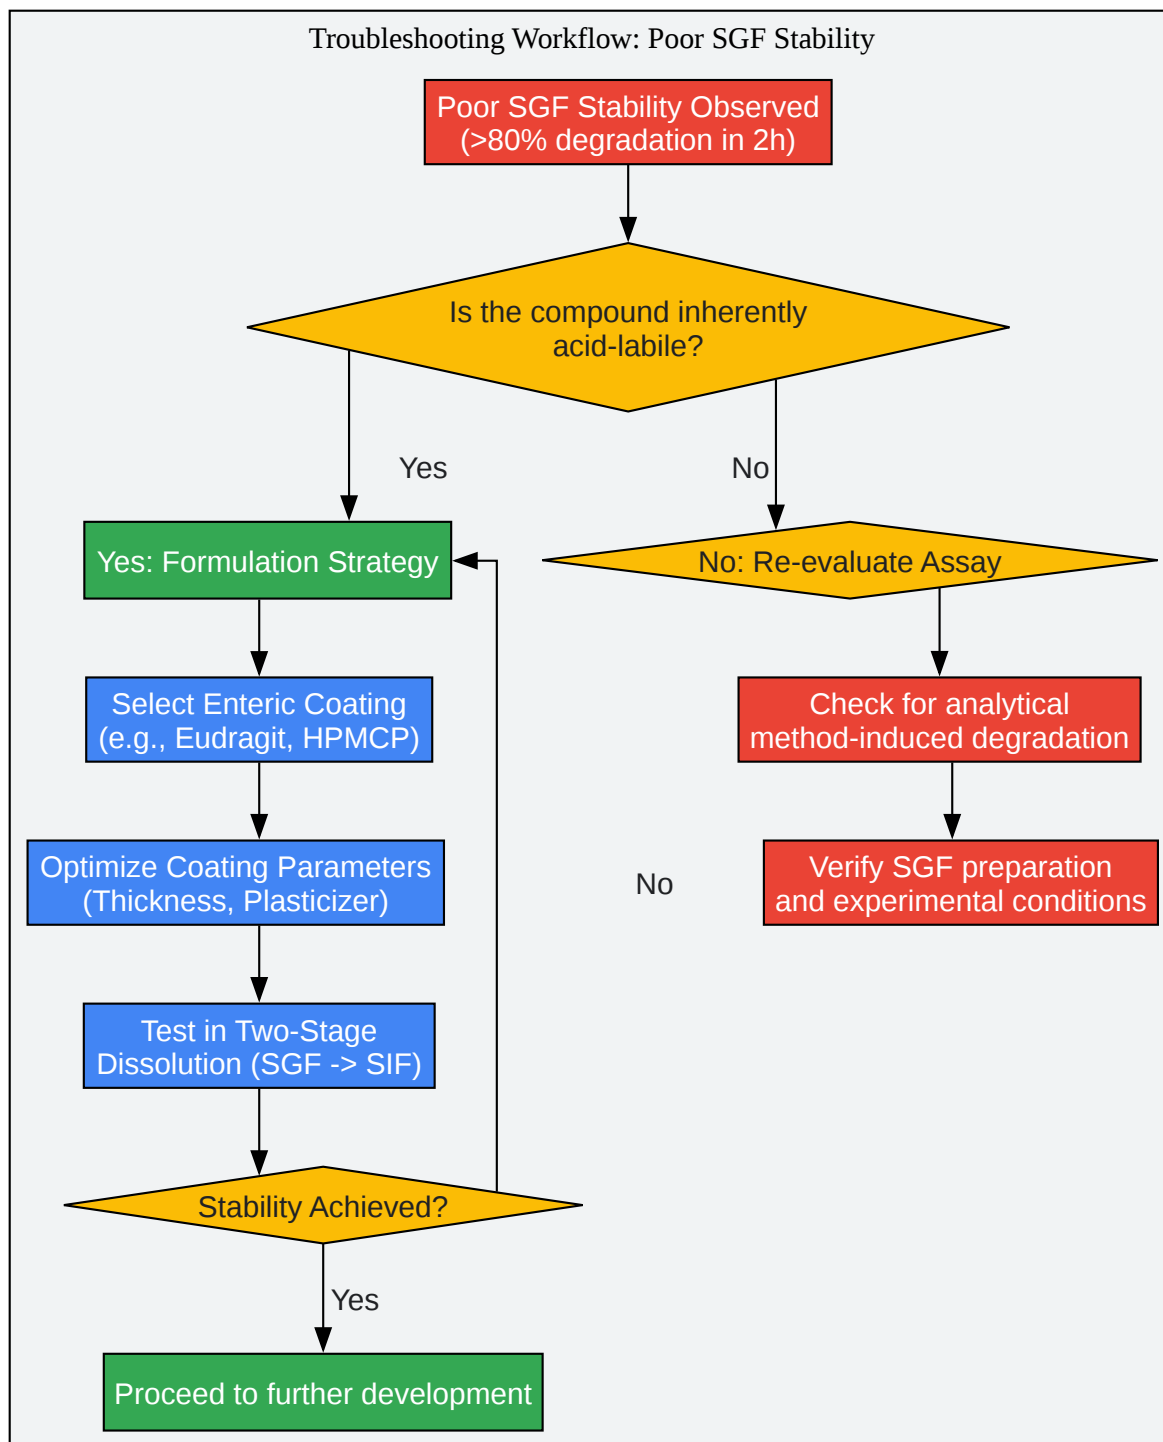 Troubleshooting Workflow: Poor SGF Stability
Poor SGF Stability Observed
(>80% degradation in 2h)
Is the compound inherently
acid-labile?
Yes
No
Yes: Formulation Strategy
No: Re-evaluate Assay
Select Enteric Coating
(e.g., Eudragit, HPMCP)
Check for analytical
method-induced degradation
Optimize Coating Parameters
(Thickness, Plasticizer)
No
Verify SGF preparation
and experimental conditions
Test in Two-Stage
Dissolution (SGF -> SIF)
Stability Achieved?
Yes
Proceed to further development